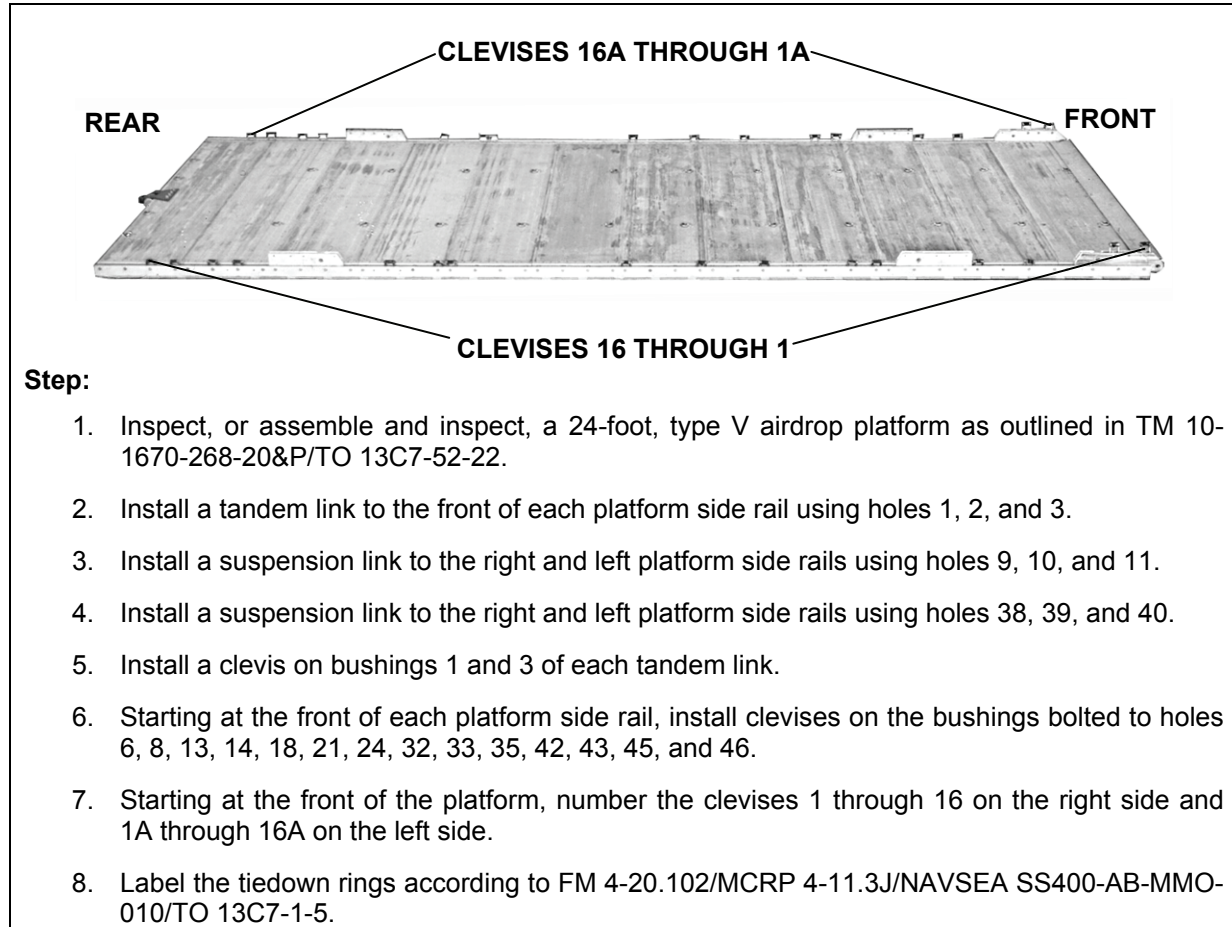 CLEVISES 16A THROUGH 1A
REAR
FRONT
CLEVISES 16 THROUGH 1
Step:
1. Inspect, or assemble and inspect, a 24-foot, type V airdrop platform as outlined in TM 10-
1670-268-20&P/TO 13C7-52-22.
2. Install a tandem link to the front of each platform side rail using holes 1, 2, and 3.
3. Install a suspension link to the right and left platform side rails using holes 9, 10, and 11.
4. Install a suspension link to the right and left platform side rails using holes 38, 39, and 40.
5. Install a clevis on bushings 1 and 3 of each tandem link.
6. Starting at the front of each platform side rail, install clevises on the bushings bolted to holes
6, 8, 13, 14, 18, 21, 24, 32, 33, 35, 42, 43, 45, and 46.
7. Starting at the front of the platform, number the clevises 1 through 16 on the right side and
1A through 16A on the left side.
8. Label the tiedown rings according to FM 4-20.102/MCRP 4-11.3J/NAVSEA SS400-AB-MMO-
010/TO 13C7-1-5.